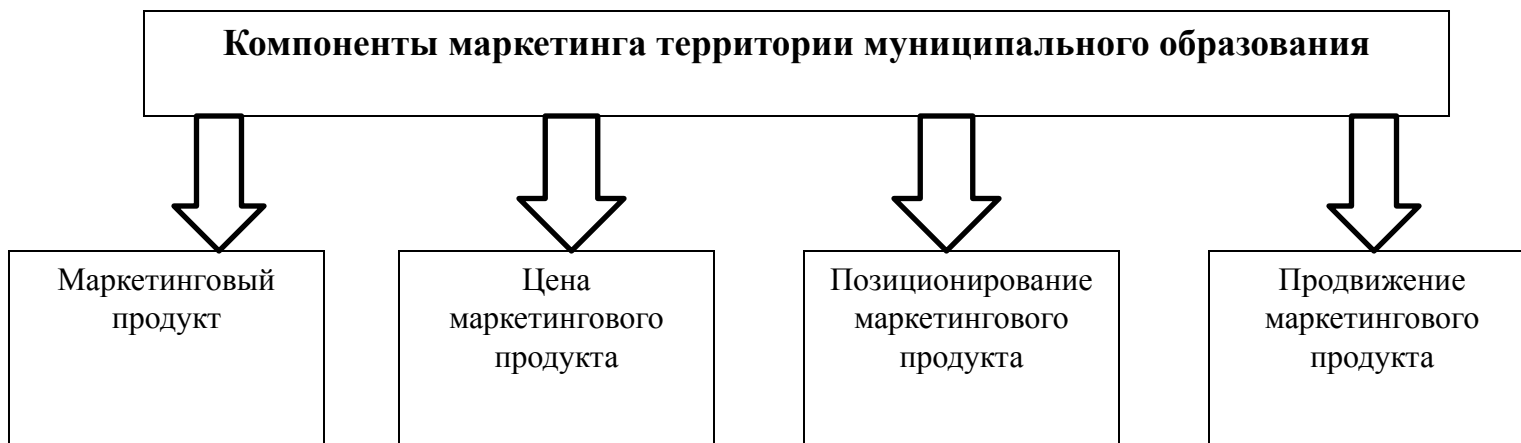 Компоненты маркетинга территории муниципального образования
Маркетинговый
продукт
Цена
маркетингового
продукта
Позиционирование
маркетингового
продукта
Продвижение
маркетингового
продукта